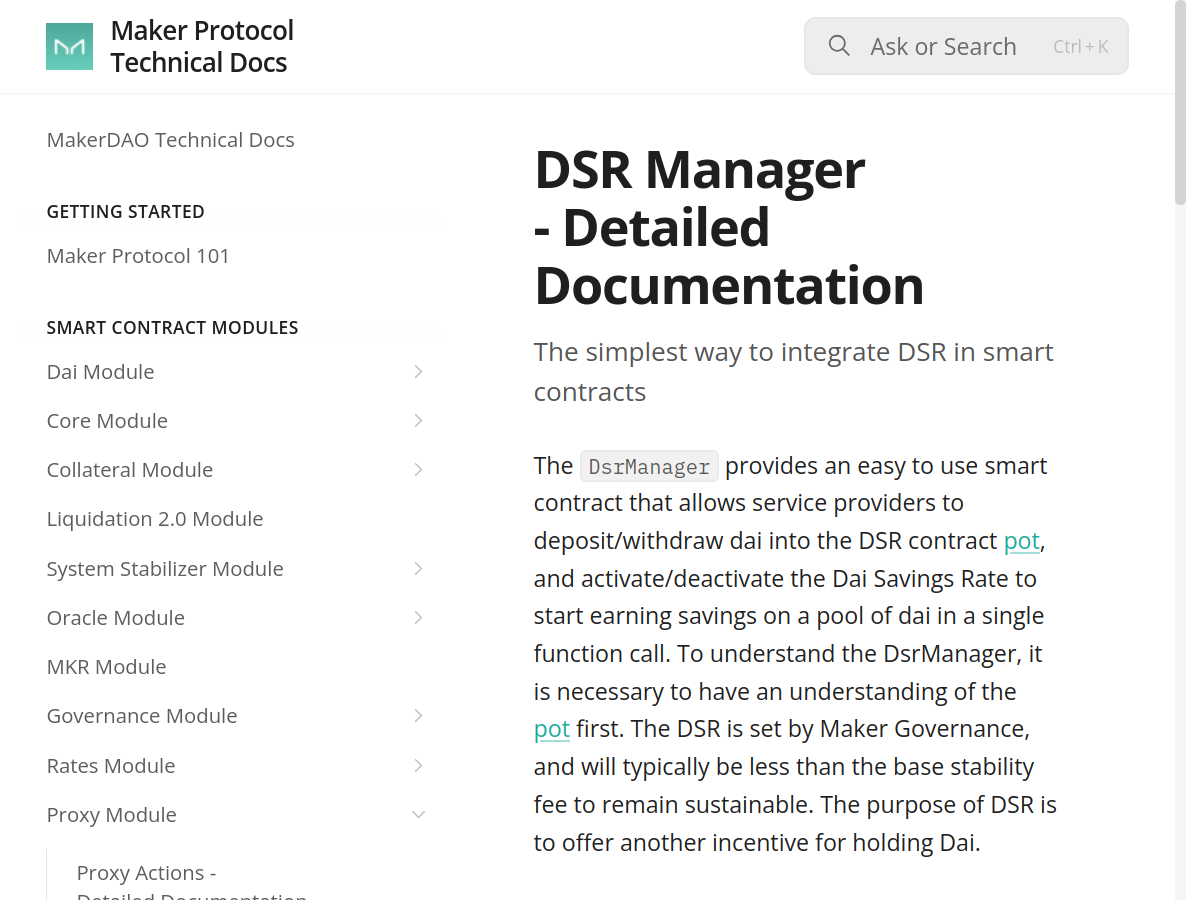 Maker Protocol
Technical Docs
Ask or Search
Ctrl + K
MakerDAO Technical Docs
GETTING STARTED
Maker Protocol 101
SMART CONTRACT MODULES
Dai Module
Core Module
Collateral Module
Liquidation 2.0 Module
System Stabilizer Module
Oracle Module
MKR Module
Governance Module
Rates Module
Proxy Module
Proxy Actions -
Detailed Documentation
DSR Manager
- Detailed
Documentation
The simplest way to integrate DSR in smart
contracts
The DsrManager provides an easy to use smart
contract that allows service providers to
deposit/withdraw dai into the DSR contract pot,
and activate/deactivate the Dai Savings Rate to
start earning savings on a pool of dai in a single
function call. To understand the DsrManager, it
is necessary to have an understanding of the
pot first. The DSR is set by Maker Governance,
and will typically be less than the base stability
fee to remain sustainable. The purpose of DSR is
to offer another incentive for holding Dai.